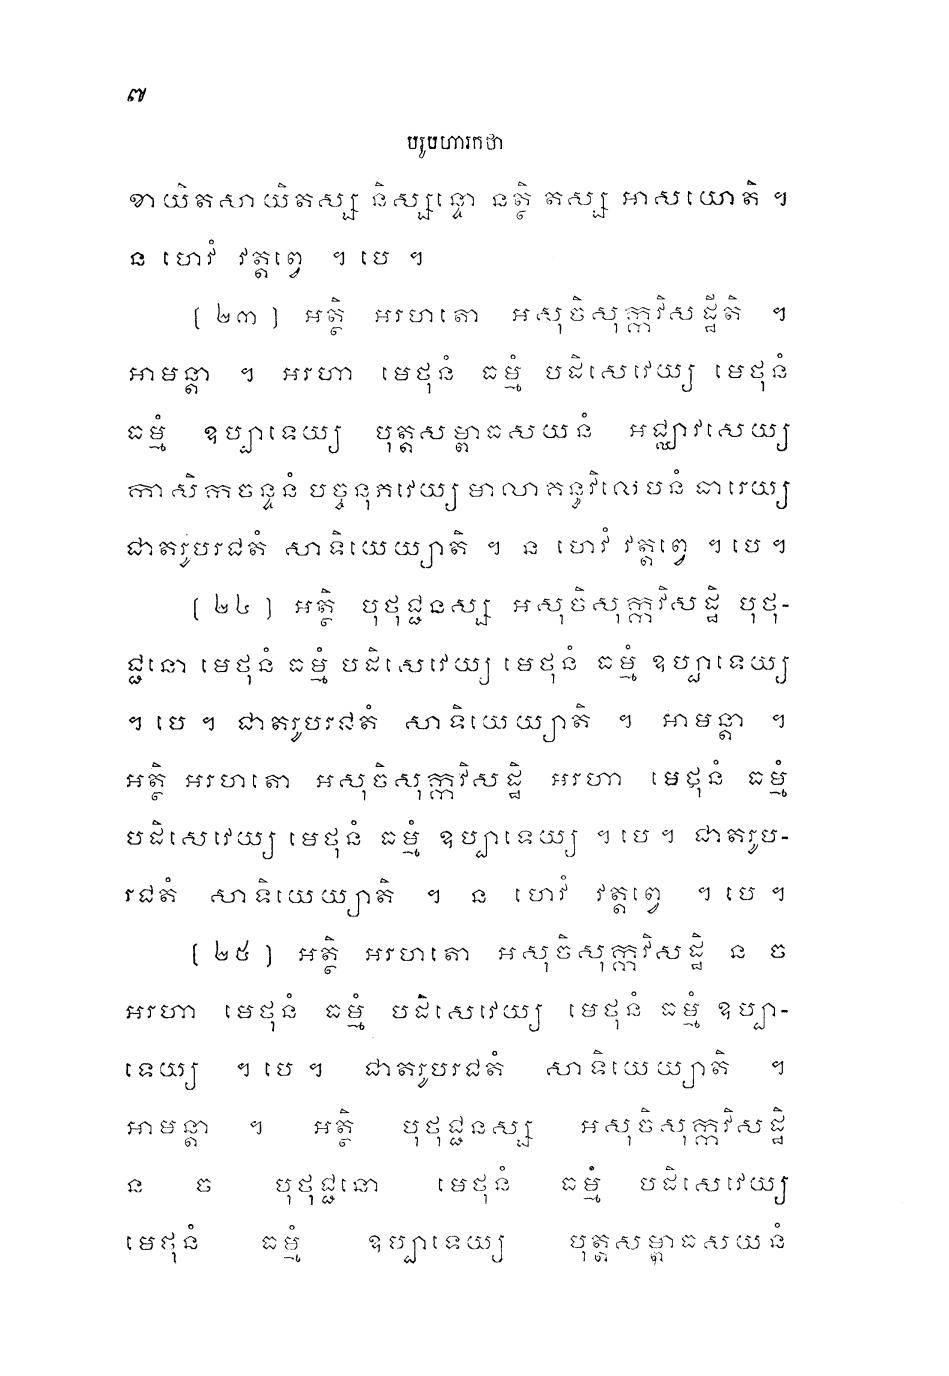 ៧
បរូបហារកថា
ខាយិតសាយិតស្ស និស្សន្ទោ នត្ថិ តស្ស អាសយោតិ ។
ន ហេវំ វត្តព្វេ ។ បេ ។
[ ២៣ ] អត្ថិ អរហតោ អសុចិសុក្កវិសដ្ឋីតិ ។
អាមន្តា ។ អរហា មេថុនំ ធម្មំ បដិសេវេយ្យ មេថុនំ
ធម្មំ ឧប្បាទេយ្យ បុត្តសម្ពាធសយនំ អជ្ឈាវសេយ្យ
កាសិកចន្ទនំ បច្ចនុភវេយ្យ មាលាគន្ធវិលេបនំ ធារេយ្យ
ជាតរូបរជតំ សាទិយេយ្យាតិ ។ ន ហេវំ វត្តព្វេ ។ បេ ។
[ ២៤ ] អត្ថិ បុថុជ្ជនស្ស អសុចិសុក្កវិសដ្ឋិ បុថុ-
ជ្ជនោ មេថុនំ ធម្មំ បដិសេវេយ្យ មេថុនំ ធម្មំ ឧប្បាទេយ្យ
។ បេ ។ ជាតរូបរជតំ សាទិយេយ្យាតិ ។ អាមន្តា ។
អត្ថិ អរហតោ អសុចិសុក្កវិសដ្ឋិ អរហា មេថុនំ ធម្មំ
បដិសេវេយ្យ មេថុនំ ធម្មំ ឧប្បាទេយ្យ ។ បេ ។ ជាតរូប-
រជតំ សាទិយេយ្យាតិ ។ ន ហេវំ វត្តព្វេ ។ បេ ។
[ ២៥ ] អត្ថិ អរហតោ អសុចិសុក្កវិសដ្ឋិ ន ច
អរហា មេថុនំ ធម្មំ បដិសេវេយ្យ មេថុនំ ធម្មំ ឧប្បា-
ទេយ្យ ។ បេ ។ ជាតរូបរជតំ សាទិយេយ្យាតិ ។
អាមន្តា ។ អត្ថិ បុថុជ្ជនស្ស អសុចិសុក្កវិសដ្ឋិ
ន ច បុថុជ្ជនោ មេថុនំ ធម្មំ បដិសេវេយ្យ
មេថុនំ ធម្មំ ឧប្បាទេយ្យ បុត្តសម្ពាធសយនំ